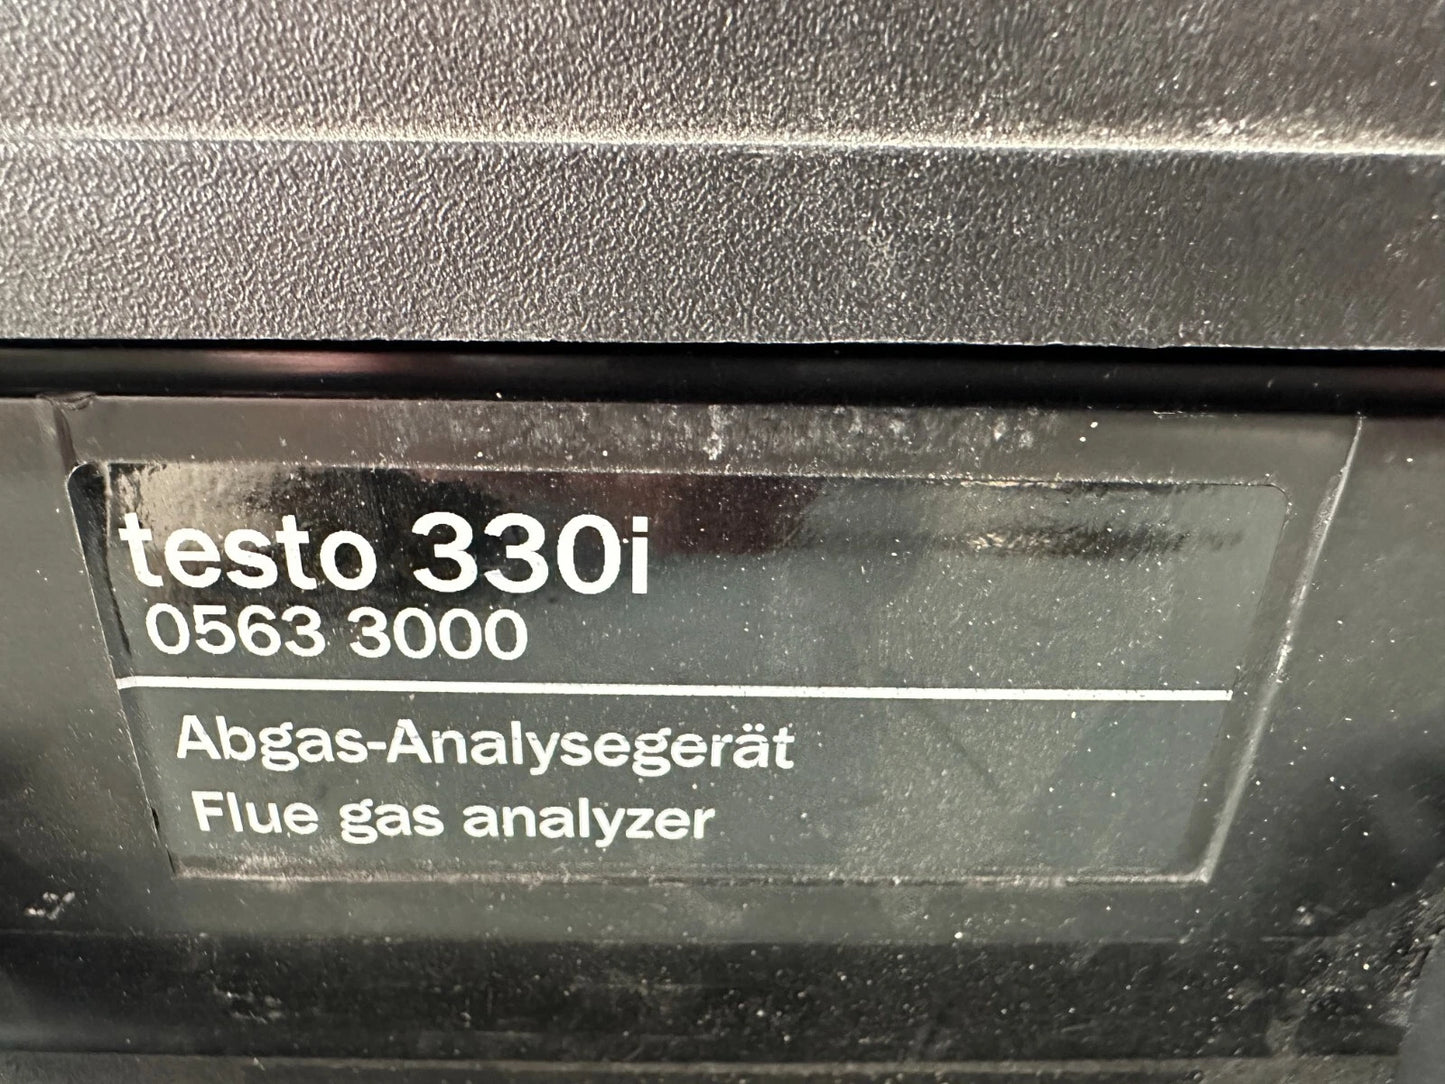 testo 330i
0563 3000
Abgas-Analysegerät
Flue gas analyzer